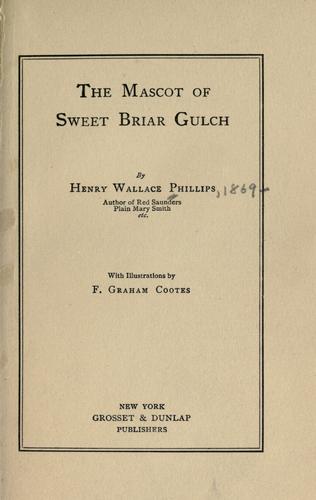 THE MASCOT OF
SWEET BRIAR GULCH
By
HENRY WALLACE PHILLIPS, 1869-
Author of Red Saunders
Plain Mary Smith
etc.
With Illustrations by
F. GRAHAM COOTES
NEW YORK
GROSSET & DUNLAP
PUBLISHERS